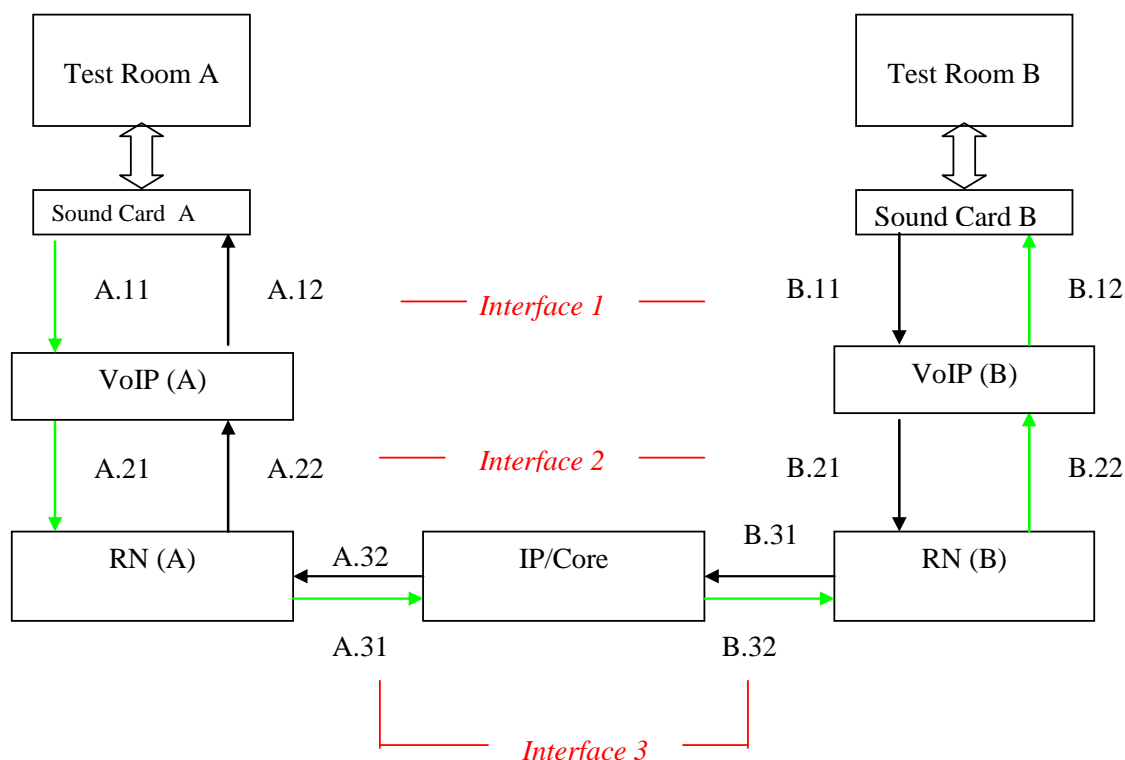 Test Room A
Test Room B
Sound Card A
Sound Card B
A.11
A.12
Interface 1
B.11
B.12
VoIP (A)
VoIP (B)
A.21
A.22
Interface 2
B.21
B.22
RN (A)
A.32
IP/Core
B.31
RN (B)
A.31
B.32
Interface 3